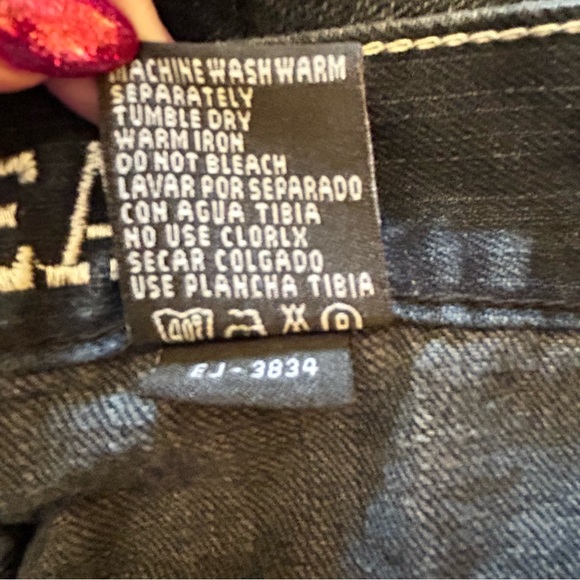 MACHINE WASH WARM
SEPARATELY
TUMBLE DRY
WARM IRON
DO NOT BLEACH
LAVAR POR SEPARADO
CON AGUA TIBIA
NO USE CLORLX
SECAR COLGADO
USE PLANCHA TIBIA
EJ-3834